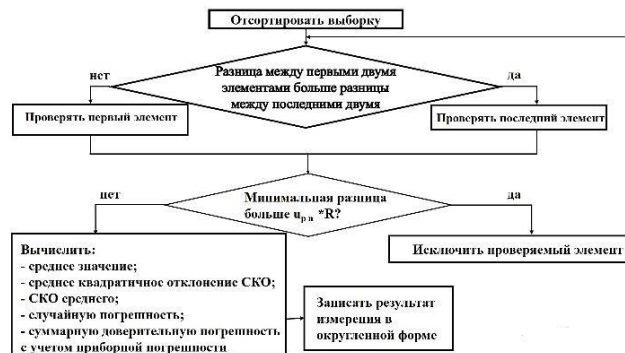 Отсортировать выборку
Разница между первыми двумя
элементами больше разницы
между последними двумя
нет
да
Проверять первый элемент
Проверять последний элемент
Минимальная разница
больше u_{p n} *R?
нет
да
Вычислить:
- среднее значение;
- среднее квадратичное отклонение СКО;
- СКО среднего;
- случайную погрешность;
- суммарную доверительную погрешность
с учетом приборной погрешности
Исключить проверяемый элемент
Записать результат
измерения в
округленной форме